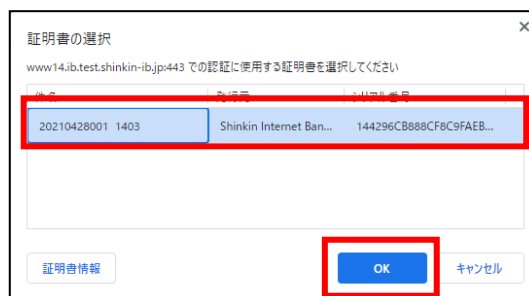 証明書の選択
www14.ib.test.shinkin-ib.jp:443 での認証に使用する証明書を選択してください
件名 発行元 シリアル番号
20210428001 1403 Shinkin Internet Ban... 144296CB888CF8C9FAEB...
証明書情報 OK キャンセル